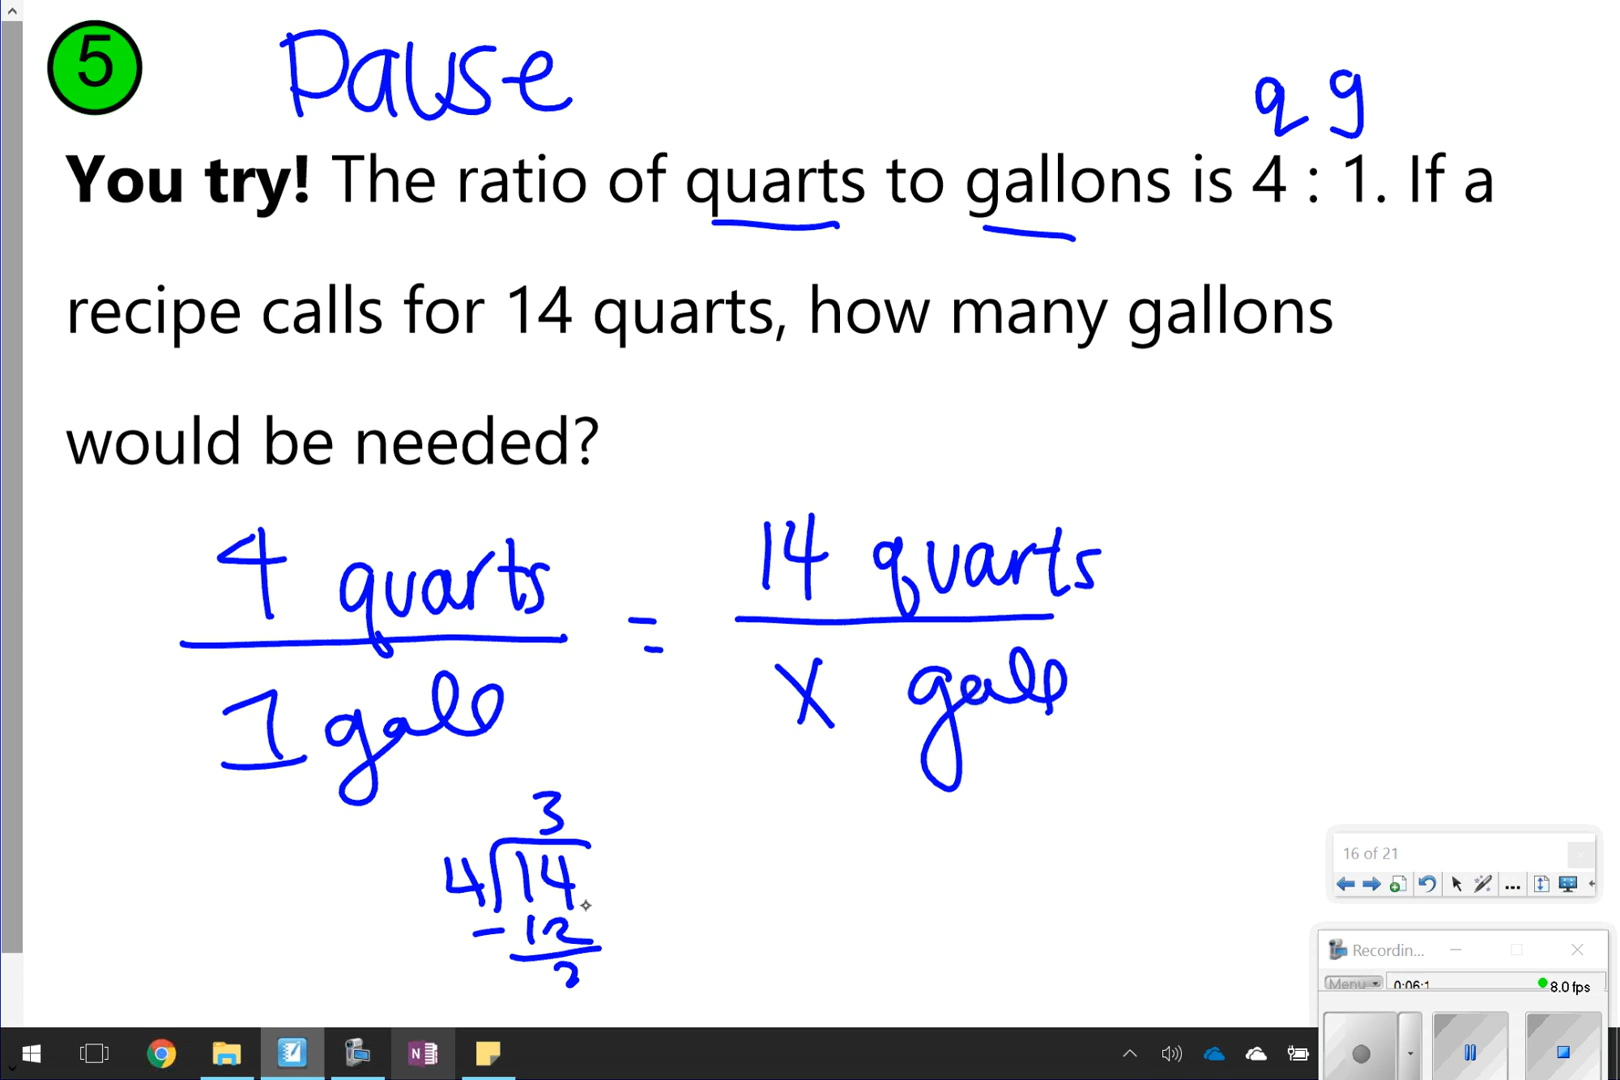 5 Pause
q g
You try! The ratio of quarts to gallons is 4 : 1. If a
recipe calls for 14 quarts, how many gallons
would be needed?
4 quarts = 14 quarts
1 gall x gall
3
4 14
- 12
2
16 of 21
Recordin...
Menu 0:06:1 8.0 fps